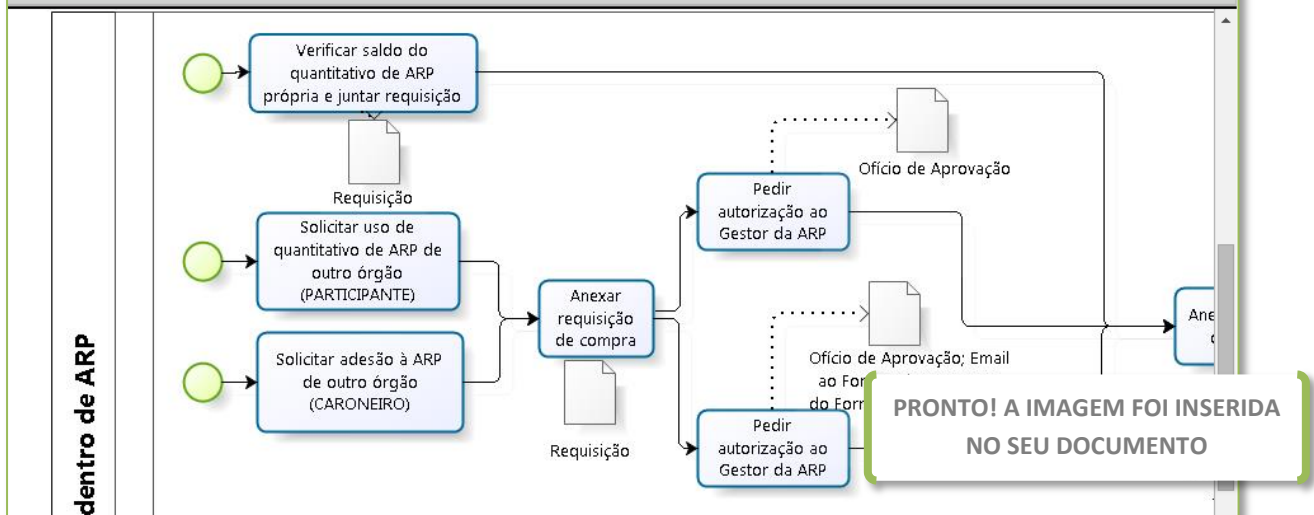 dentro de ARP
Verificar saldo do
quantitativo de ARP
própria e juntar requisição
Requisição
Solicitar uso de
quantitativo de ARP de
outro órgão
(PARTICIPANTE)
Solicitar adesão à ARP
de outro órgão
(CARONEIRO)
Anexar
requisição
de compra
Requisição
Ofício de Aprovação
Pedir
autorização ao
Gestor da ARP
Ofício de Aprovação; Email
ao
do
Pedir
autorização ao
Gestor da ARP
PRONTO! A IMAGEM FOI INSERIDA
NO SEU DOCUMENTO